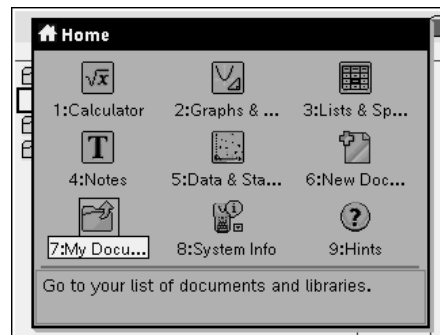 Home
1:Calculator 2:Graphs & ... 3:Lists & Sp...
4:Notes 5:Data & Sta... 6:New Doc...
7:My Docu... 8:System Info 9:Hints
Go to your list of documents and libraries.